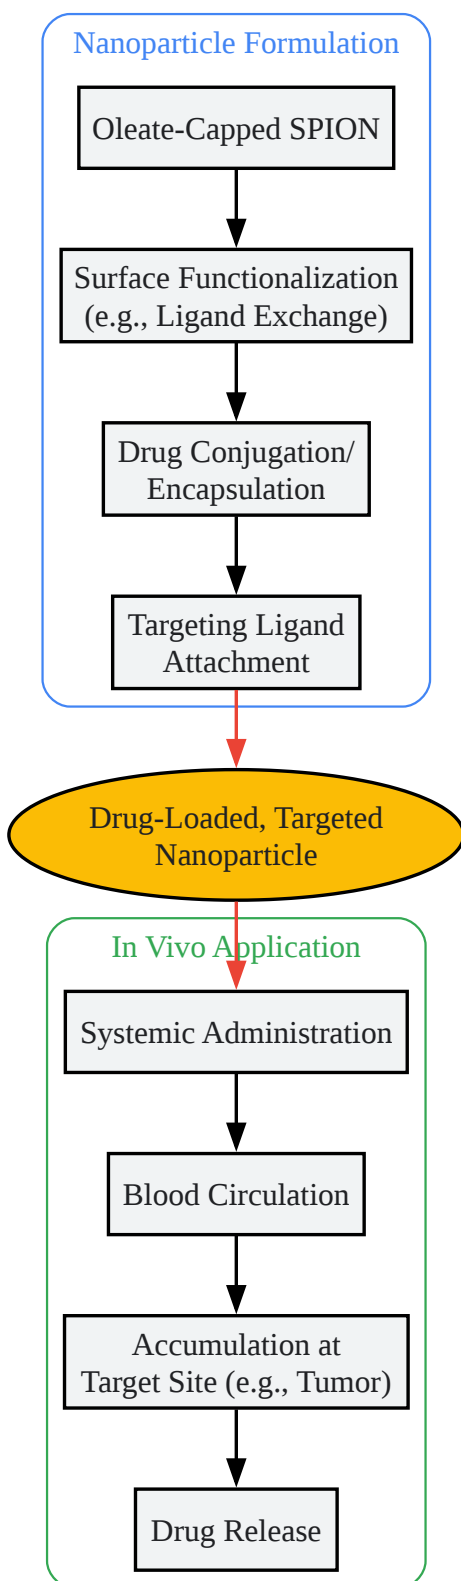 Nanoparticle Formulation
Oleate-Capped SPION
Surface Functionalization
(e.g., Ligand Exchange)
Drug Conjugation/
Encapsulation
Targeting Ligand
Attachment
Drug-Loaded, Targeted
Nanoparticle
In Vivo Application
Systemic Administration
Blood Circulation
Accumulation at
Target Site (e.g., Tumor)
Drug Release